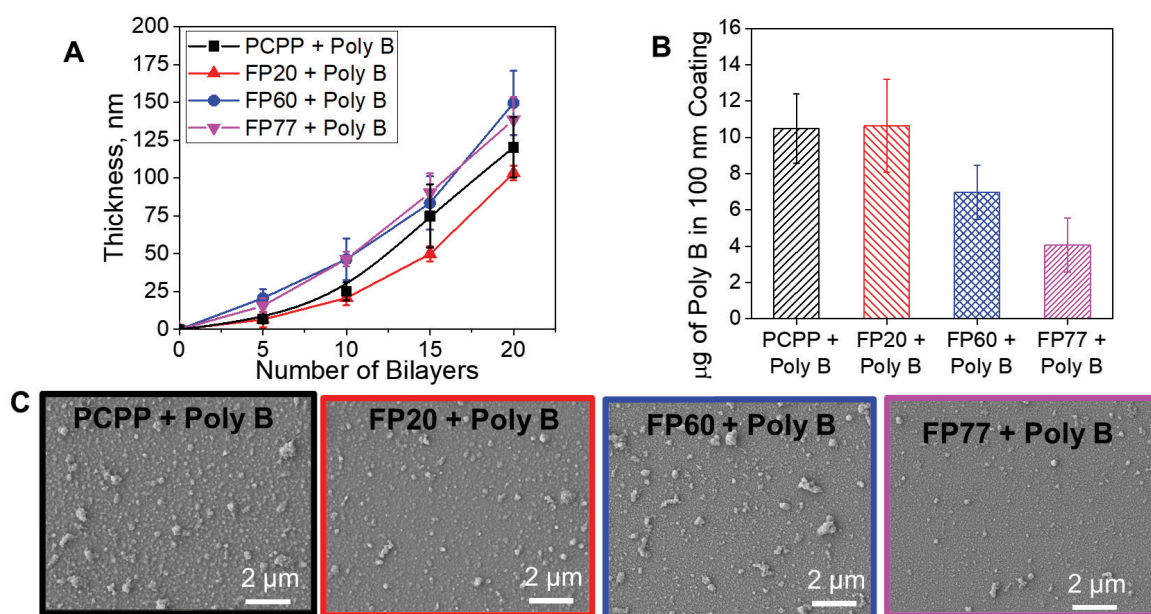 A
200
175
150
125
100
75
50
25
0
Thickness, nm
PCPP + Poly B
FP20 + Poly B
FP60 + Poly B
FP77 + Poly B
0 5 10 15 20
Number of Bilayers
B
16
14
12
10
8
6
4
2
0
µg of Poly B in 100 nm Coating
PCPP + FP20 + FP60 + FP77 +
Poly B Poly B Poly B Poly B
C
PCPP + Poly B
2 µm
FP20 + Poly B
2 µm
FP60 + Poly B
2 µm
FP77 + Poly B
2 µm